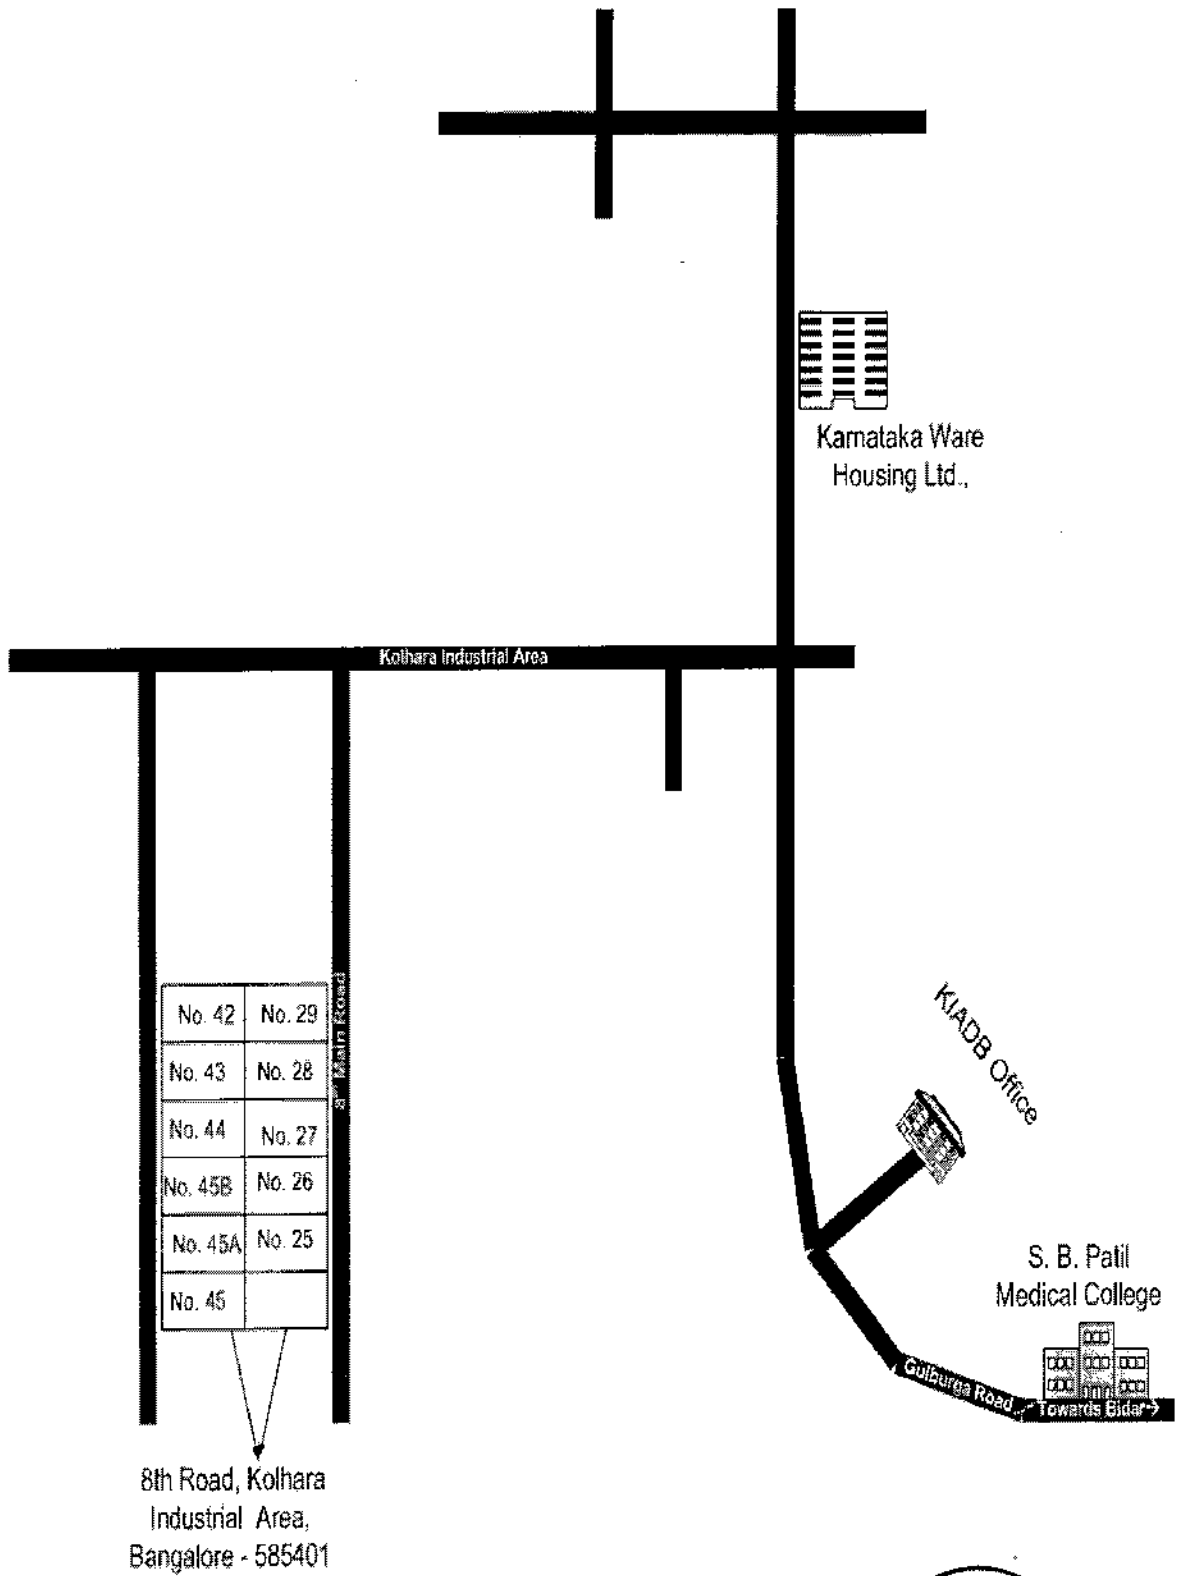 Karnataka Ware
Housing Ltd.,
Kolhara Industrial Area
No. 42
No. 29
No. 43
No. 28
No. 44
No. 27
No. 45B
No. 26
No. 45A
No. 25
No. 45
Main Road
KIADB Office
S. B. Patil
Medical College
Gulburga Road
Towards Bidar
8th Road, Kolhara
Industrial Area,
Bangalore - 585401